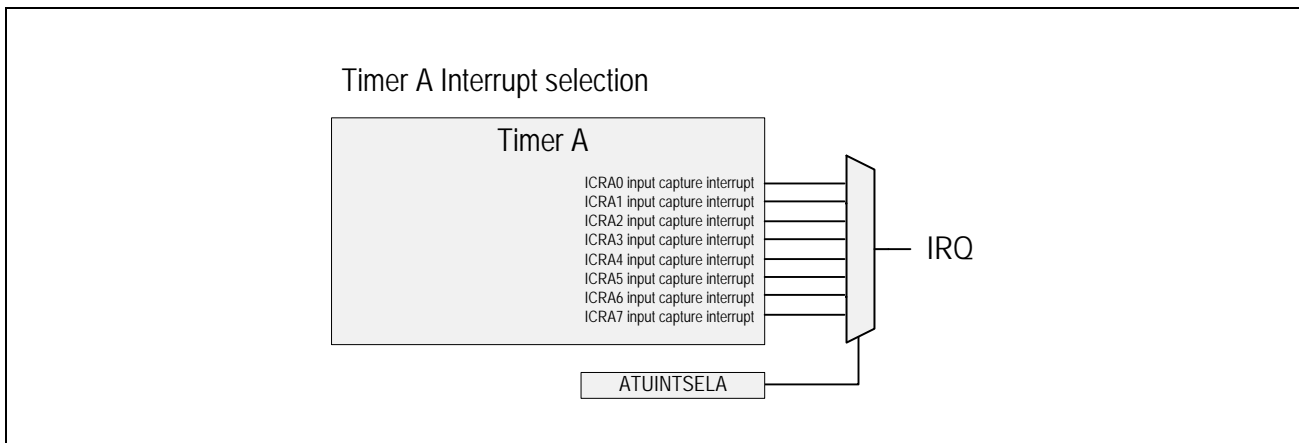 Timer A Interrupt selection
Timer A
ICRA0 input capture interrupt
ICRA1 input capture interrupt
ICRA2 input capture interrupt
ICRA3 input capture interrupt
ICRA4 input capture interrupt
ICRA5 input capture interrupt
ICRA6 input capture interrupt
ICRA7 input capture interrupt
IRQ
ATUINTSELA